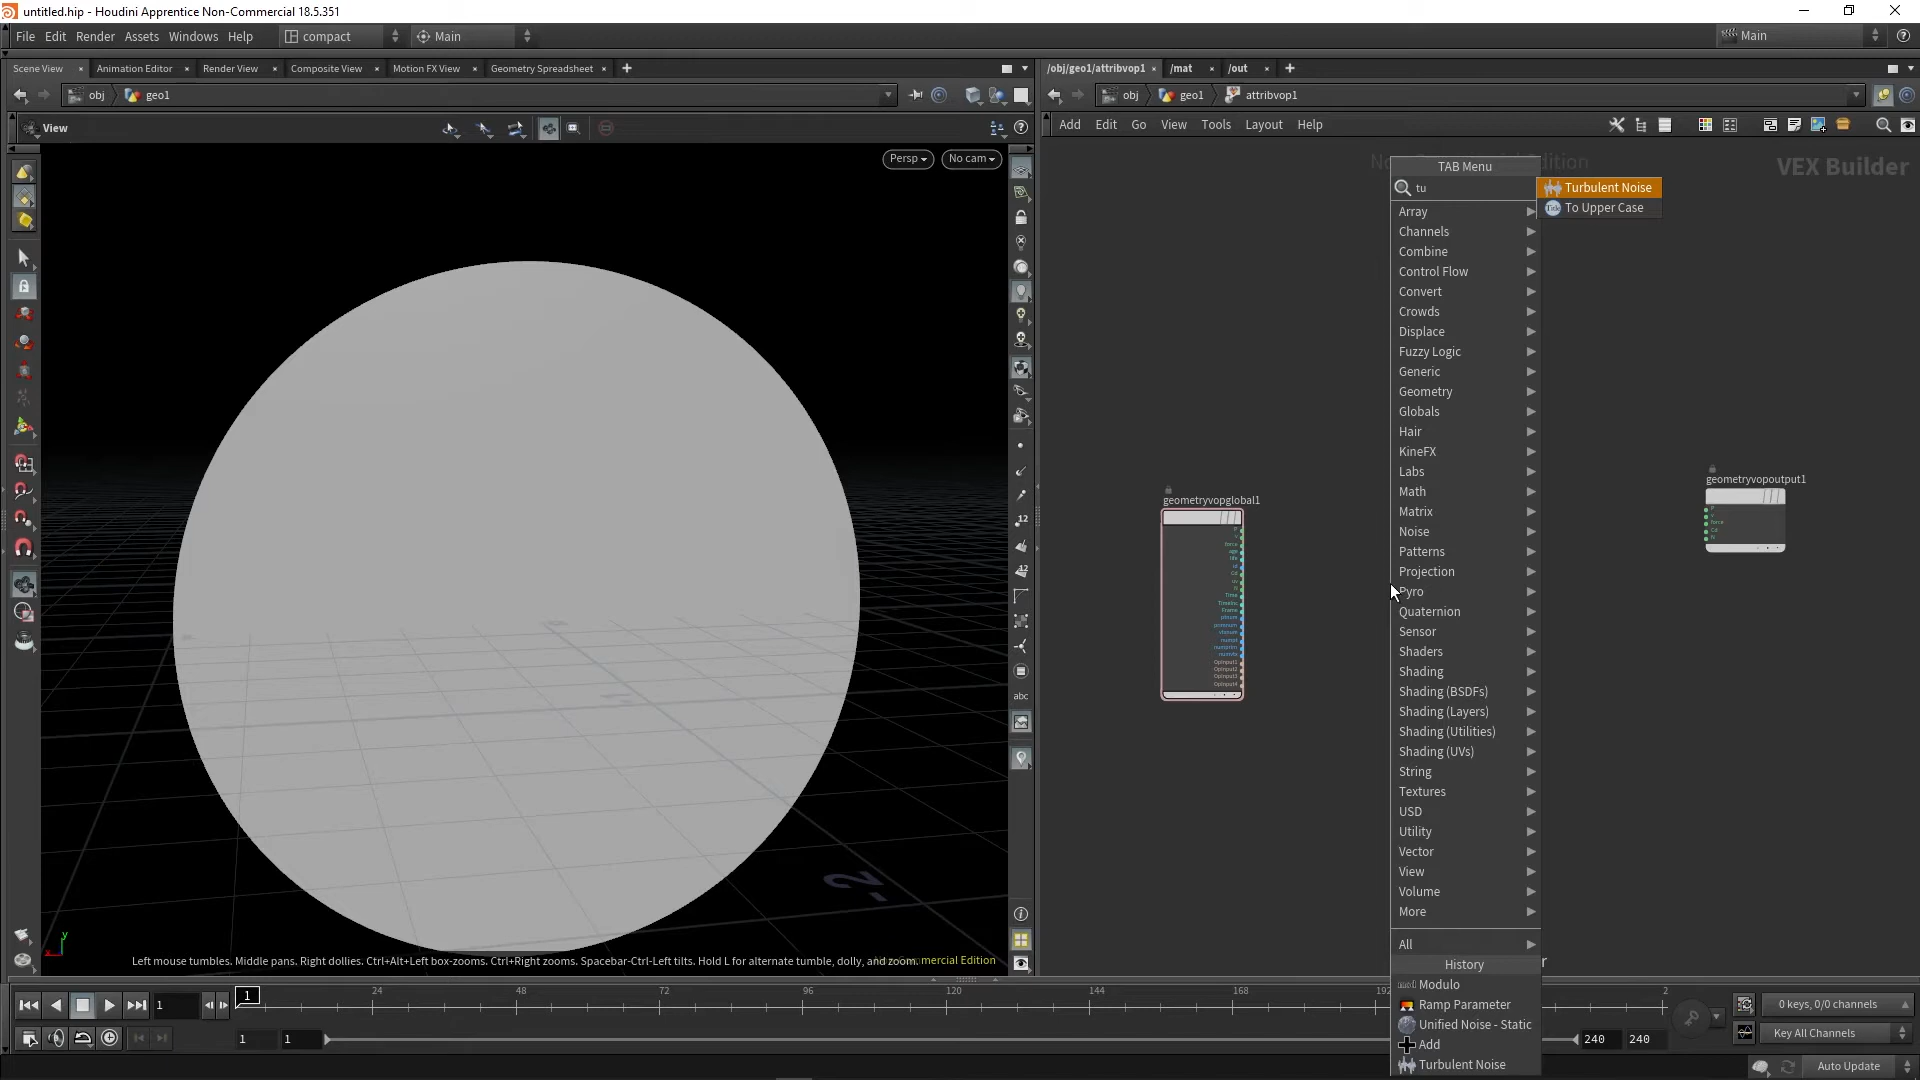 untitled.hip - Houdini Apprentice Non-Commercial 18.5.351
File Edit Render Assets Windows Help compact Main Main
Scene View Animation Editor Render View Composite View Motion FX View Geometry Spreadsheet
/obj/geo1/attribvop1 /mat /out
obj geo1
obj geo1 attribvop1
View
Add Edit Go View Tools Layout Help
Persp No cam
VEX Builder
TAB Menu
tu
Turbulent Noise
To Upper Case
Array
Channels
Combine
Control Flow
Convert
Crowds
Displace
Fuzzy Logic
Generic
Geometry
Globals
Hair
KineFX
Labs
Math
Matrix
Noise
Patterns
Projection
Pyro
Quaternion
Sensor
Shaders
Shading
Shading (BSDFs)
Shading (Layers)
Shading (Utilities)
Shading (UVs)
String
Textures
USD
Utility
Vector
View
Volume
More
All
History
Modulo
Ramp Parameter
Unified Noise - Static
Add
Turbulent Noise
geometryvopglobal1
geometryvopoutput1
12
12
abc
Left mouse tumbles. Middle pans. Right dollies. Ctrl+Alt+Left box-zooms. Ctrl+Right zooms. Spacebar-Ctrl-Left tilts. Hold L for alternate tumble, dolly, and zoom.
mmercial Edition
1 1 24 48 72 96 120 144 168 192 2
0 keys, 0/0 channels
1 1 240 240
Key All Channels
Auto Update